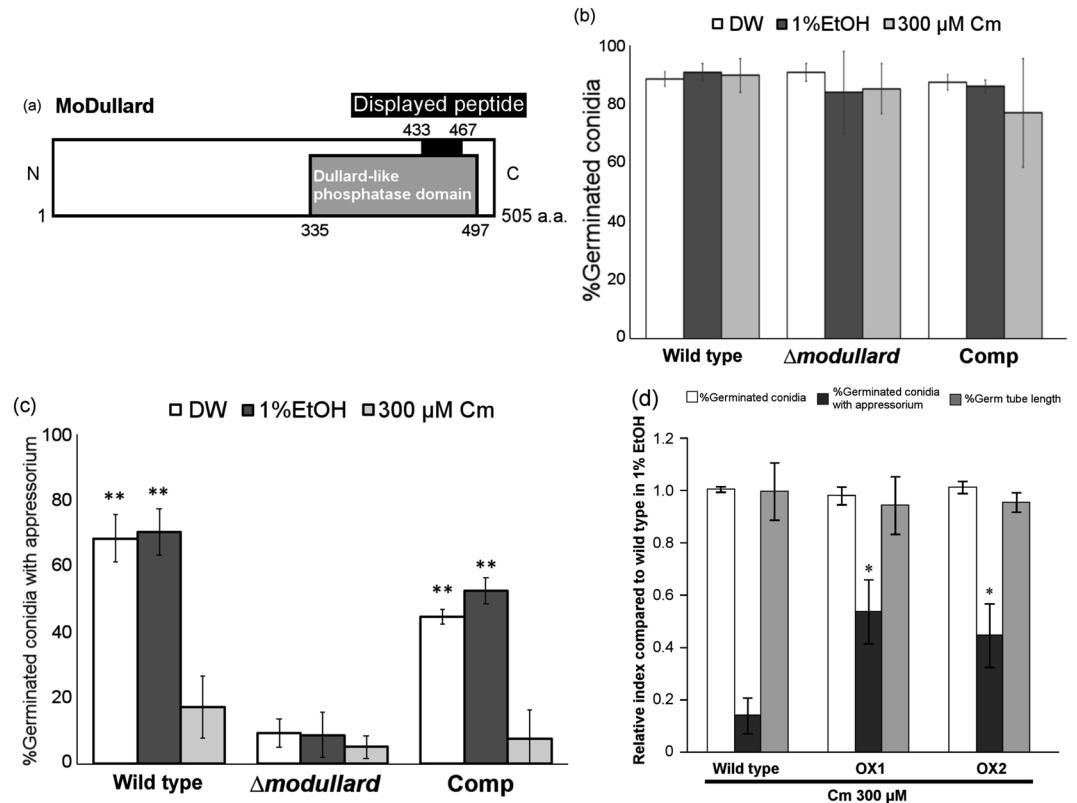 (a) MoDullard
Displayed peptide
433 467
N
C
Dullard-like
phosphatase domain
1
505 a.a.
335
497
(b)
DW 1%EtOH 300 µM Cm
%Germinated conidia
100
80
60
40
20
0
Wild type Δmodullard Comp
(c)
DW 1%EtOH 300 µM Cm
%Germinated conidia with appressorium
100
80
60
40
20
0
** **
** **
Wild type Δmodullard Comp
(d)
%Germinated conidia
%Germinated conidia
with appressorium
%Germ tube length
Relative index compared to wild type in 1% EtOH
1.2
1.0
0.8
0.6
0.4
0.2
0
*
*
Wild type OX1 OX2
Cm 300 µM